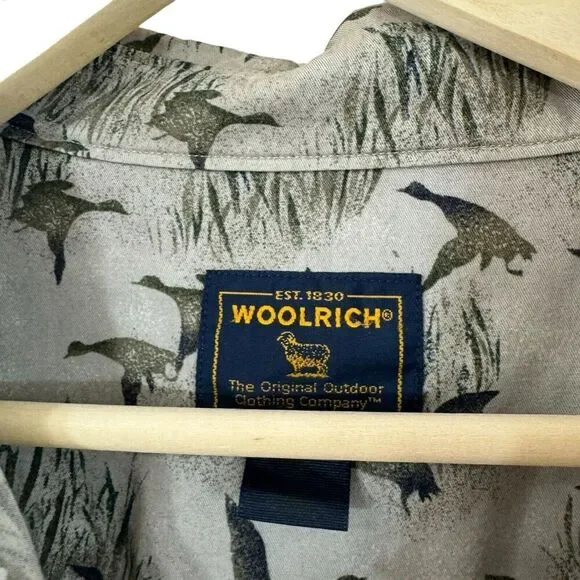 EST. 1830
WOOLRICH®
The Original Outdoor
Clothing Company™